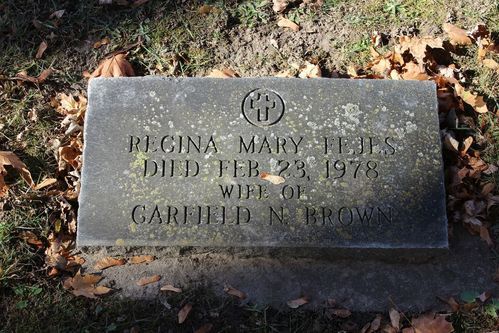 REGINA MARY FEJES
DIED FEB 23, 1978
WIFE OF
GARFIELD N BROWN